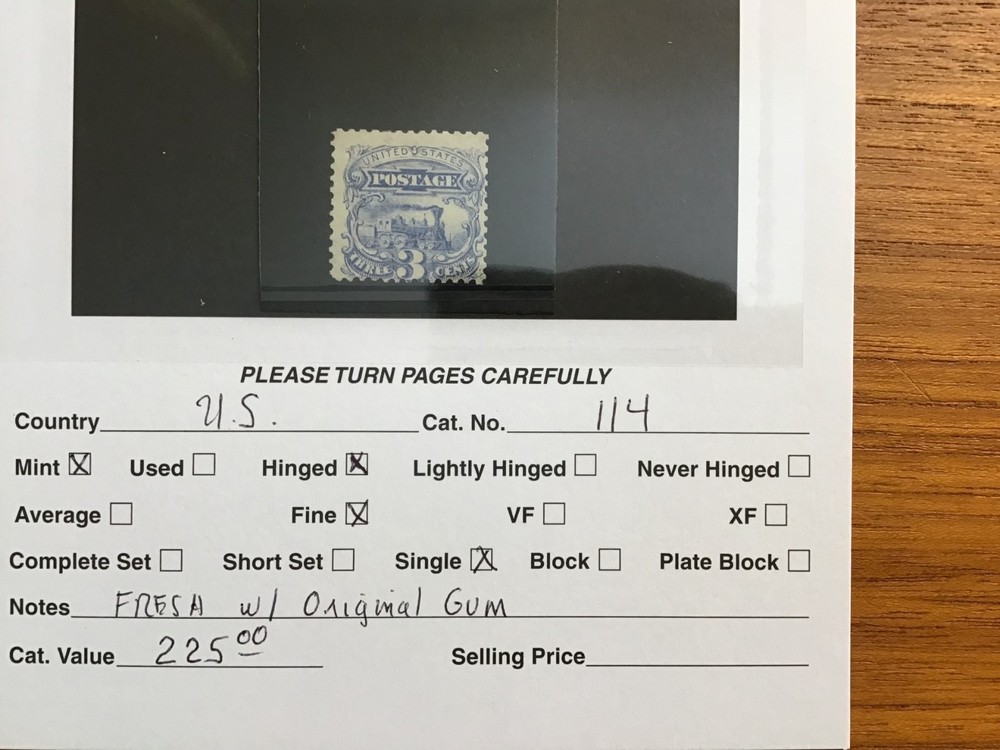 UNITED STATES
POSTAGE
THREE 3 CENTS
PLEASE TURN PAGES CAREFULLY
Country U.S. Cat. No. 114
Mint ☒ Used ☐ Hinged ☒ Lightly Hinged ☐ Never Hinged ☐
Average ☐ Fine ☒ VF ☐ XF ☐
Complete Set ☐ Short Set ☐ Single ☒ Block ☐ Plate Block ☐
Notes FRESH w/ Original GUM
Cat. Value 225 00 Selling Price